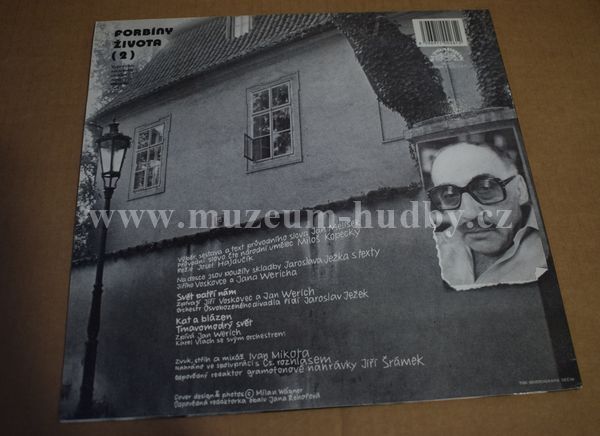 FORBÍNY
ŽIVOTA
(2)
www.muzeum-hudby.cz
Výběr, sestava a text průvodního slova Jan
Průvodní slovo čte národní umělec Miloš Kopecký
Režie Josef Hajdučík
Na desce jsou použity skladby Jaroslava Ježka s texty
Jiřího Voskovce a Jana Wericha
Svět patří nám
Zpívají Jiří Voskovec a Jan Werich
Orchestr Osvobozeného divadla řídí Jaroslav Ježek
Kat a blázen
Tmavomodrý svět
Zpívá Jan Werich
Karel Vlach se svým orchestrem
Zvuk, střih a mixáž Ivan Mikota
Nahráno ve spolupráci s Čs. rozhlasem
Odpovědný redaktor gramofonové nahrávky Jiří Šrámek
Cover design & photos © Milan Wagner
Odpovědná redaktorka obalu Jana Řehořová